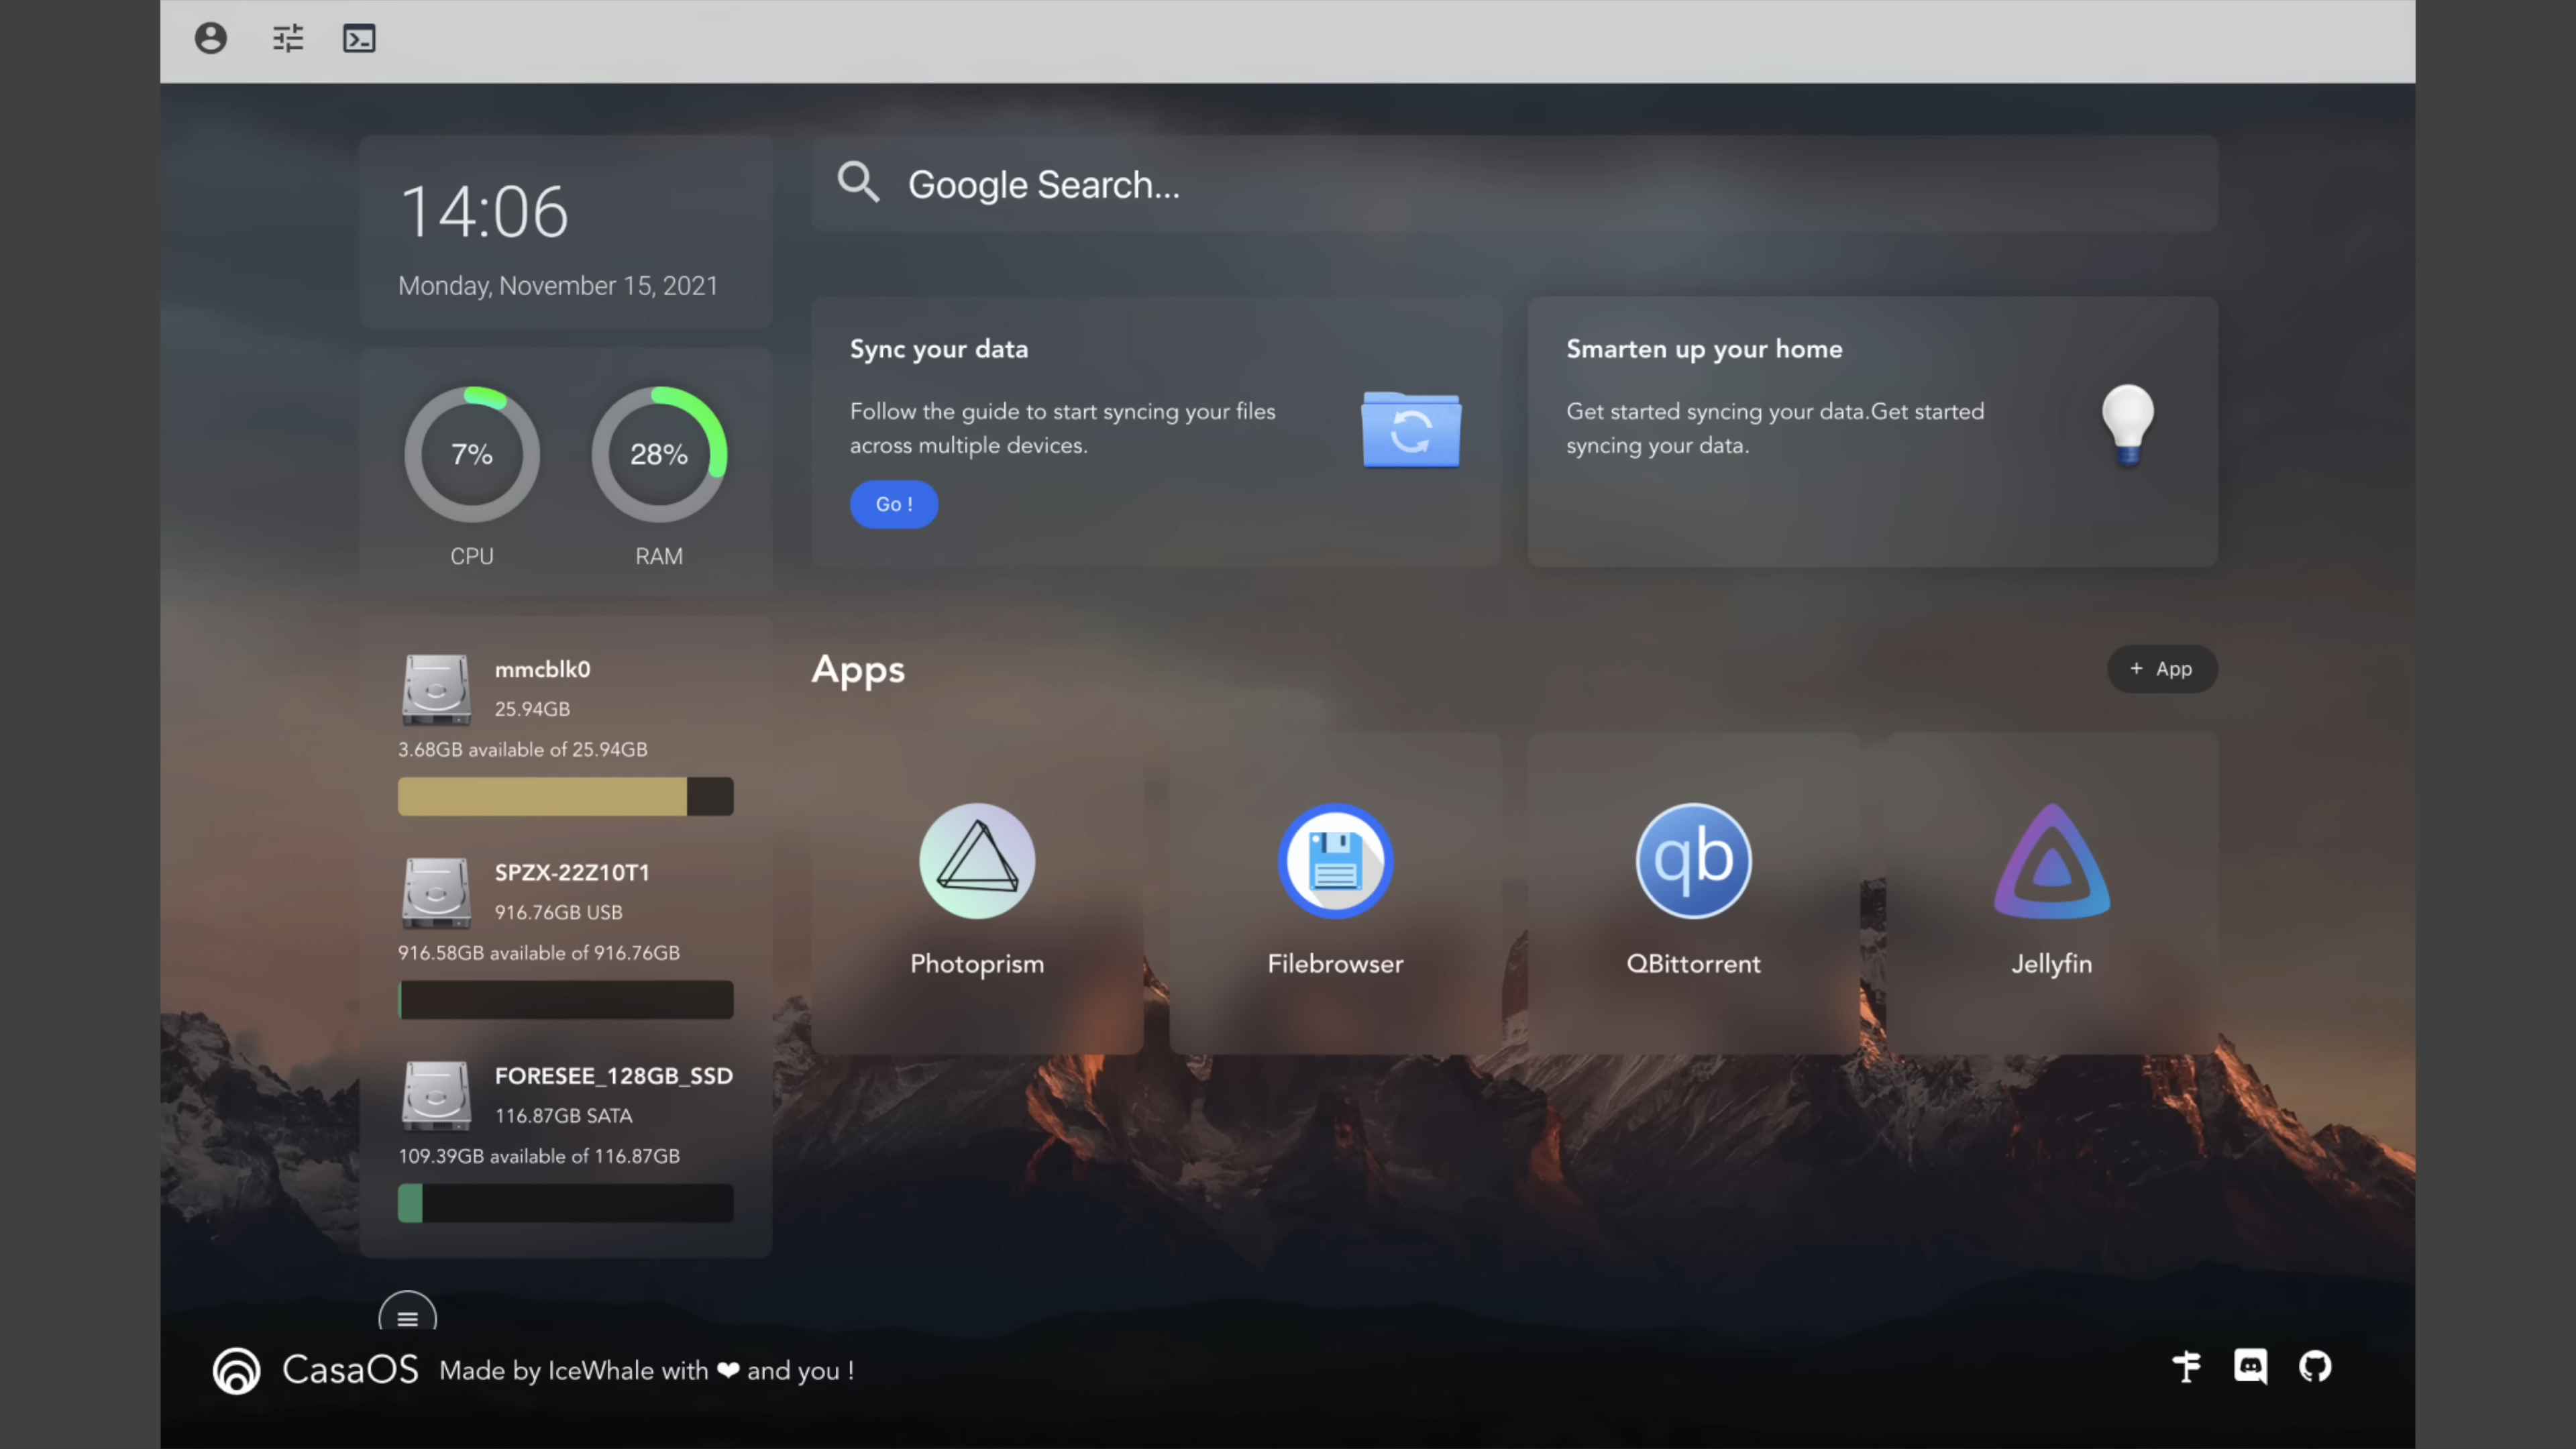 14:06
Monday, November 15, 2021
Google Search...
Sync your data
Follow the guide to start syncing your files
across multiple devices.
Go !
Smarten up your home
Get started syncing your data.Get started
syncing your data.
7%
CPU
28%
RAM
mmcblk0
25.94GB
3.68GB available of 25.94GB
SPZX-22Z10T1
916.76GB USB
916.58GB available of 916.76GB
FORESEE_128GB_SSD
116.87GB SATA
109.39GB available of 116.87GB
Apps
+ App
Photoprism
Filebrowser
qb
QBittorrent
Jellyfin
CasaOS Made by IceWhale with ❤ and you !